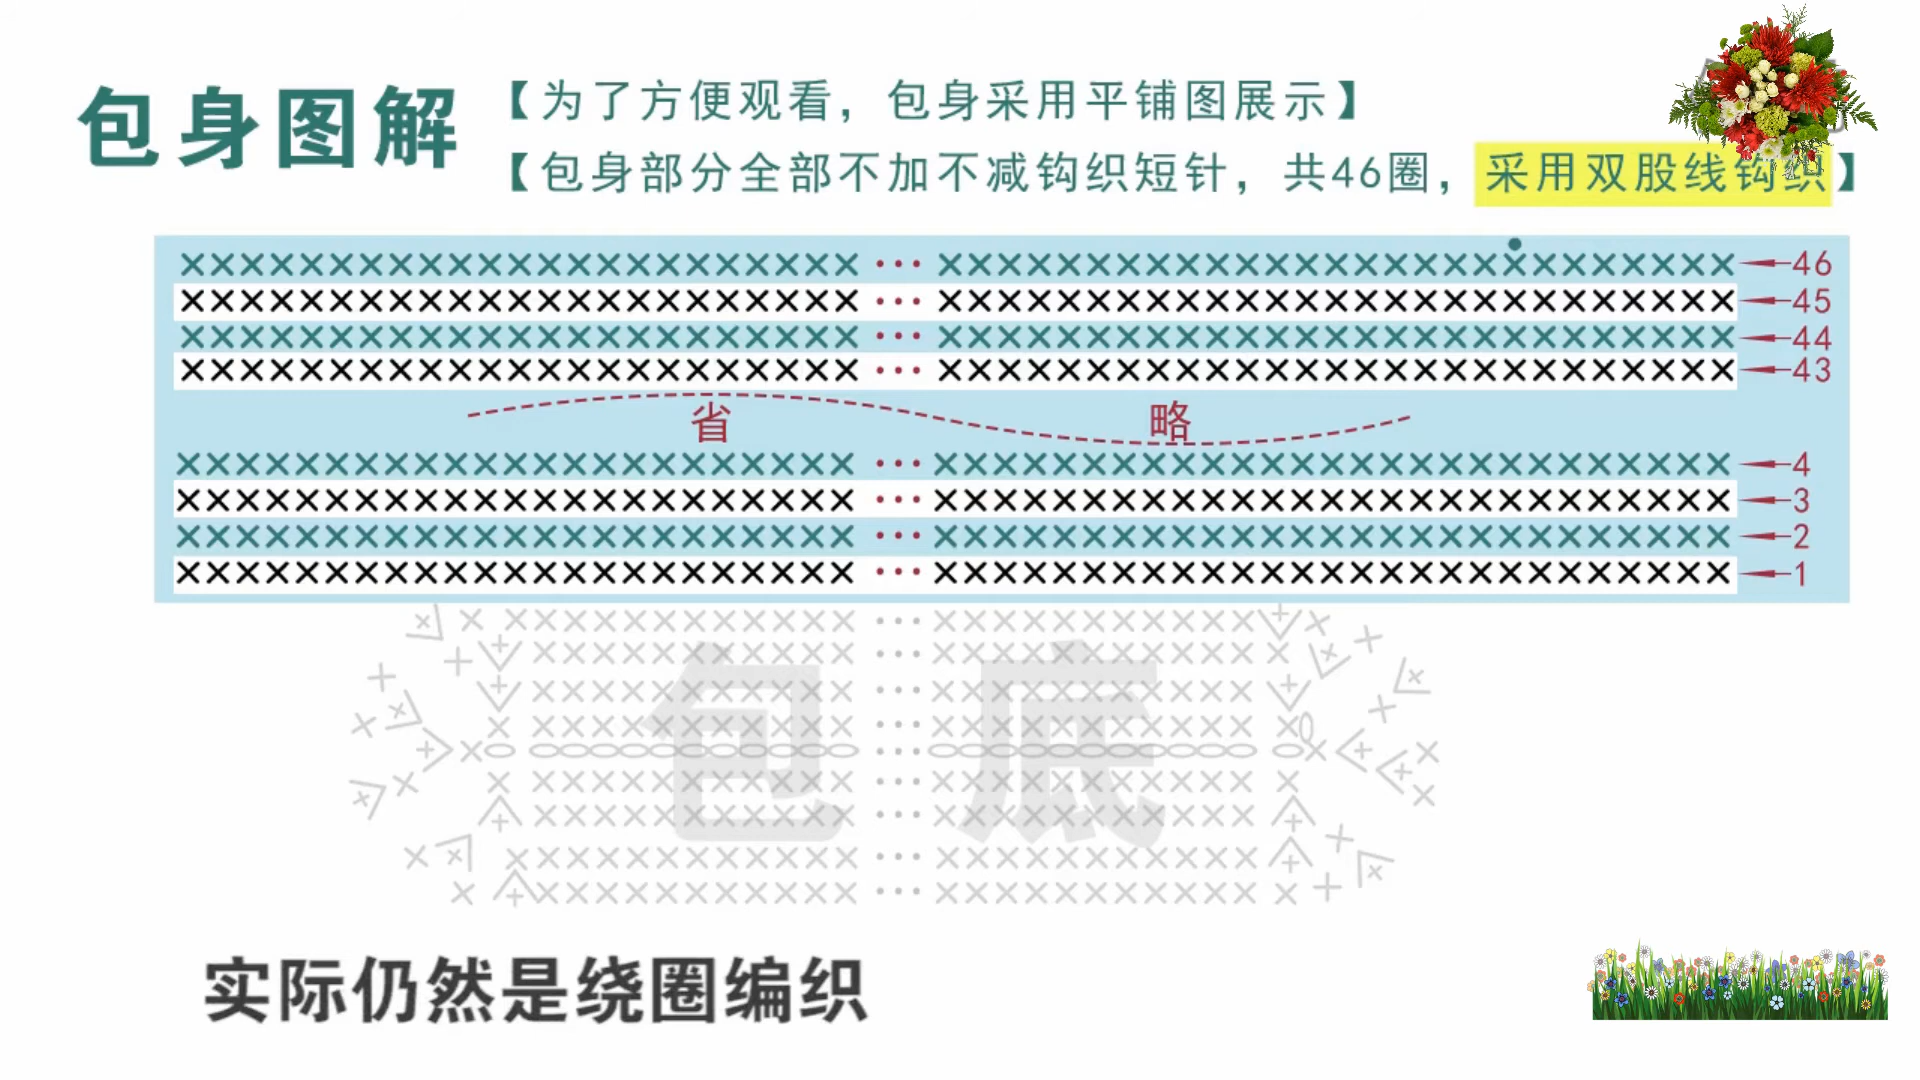 包身图解
【为了方便观看，包身采用平铺图展示】
【包身部分全部不加不减钩织短针，共46圈，采用双股线钩织】
46
45
44
43
省略
4
3
2
1
包底
实际仍然是绕圈编织